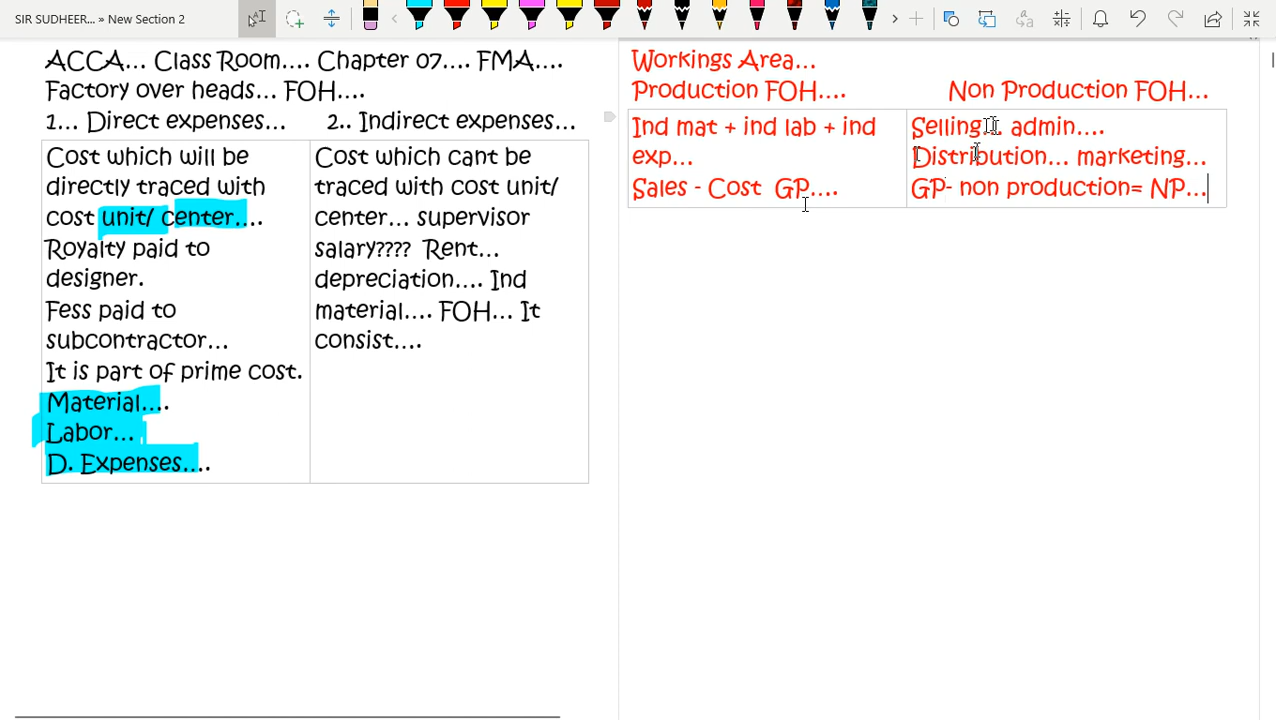 SIR SUDHEER... » New Section 2
ACCA... Class Room.... Chapter 07.... FMA....
Factory over heads... FOH....
1... Direct expenses... 2.. Indirect expenses...
Cost which will be
directly traced with
cost unit/ center....
Royalty paid to
designer.
Fess paid to
subcontractor...
It is part of prime cost.
Material....
Labor...
D. Expenses....
Cost which cant be
traced with cost unit/
center... supervisor
salary???? Rent...
depreciation.... Ind
material.... FOH... It
consist....
Workings Area...
Production FOH.... Non Production FOH...
Ind mat + ind lab + ind
exp...
Sales - Cost GP....
Selling... admin....
Distribution... marketing...
GP- non production= NP...